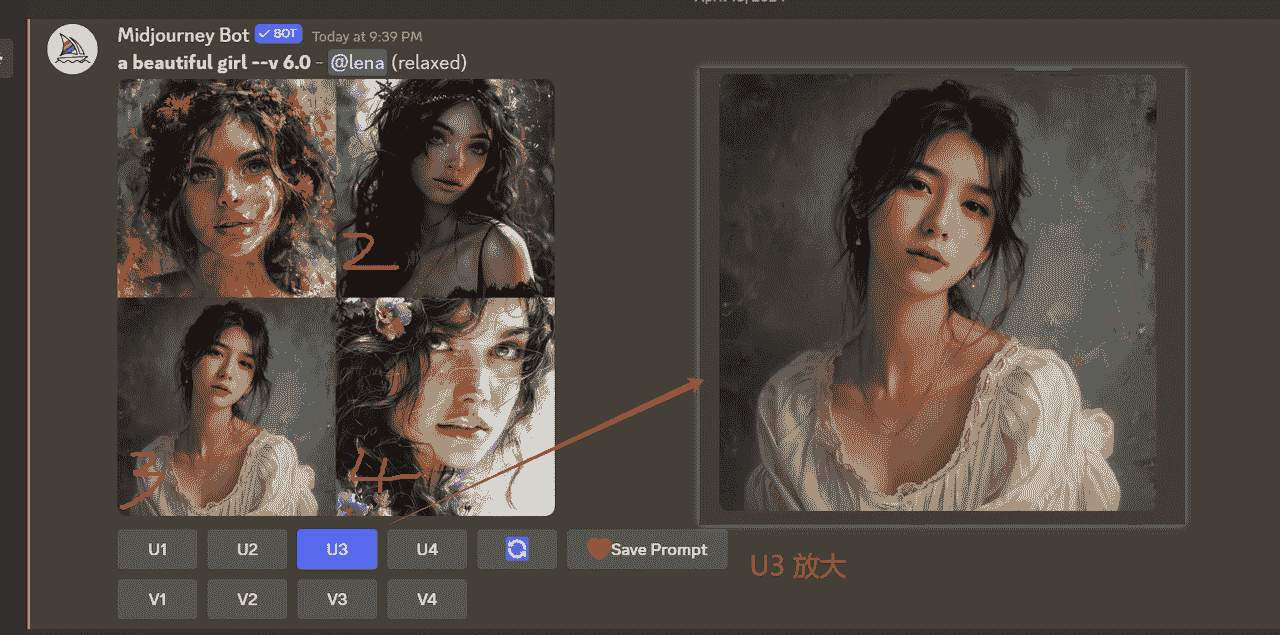 Midjourney Bot ✓ BOT Today at 9:39 PM
a beautiful girl --v 6.0 - @lena (relaxed)
2
3
4
U1 U2 U3 U4 Save Prompt
U3 放大
V1 V2 V3 V4